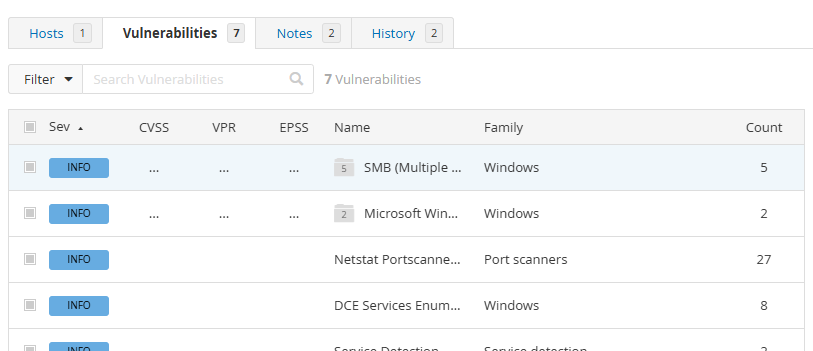 Hosts 1 Vulnerabilities 7 Notes 2 History 2
Filter Search Vulnerabilities 7 Vulnerabilities
Sev CVSS VPR EPSS Name Family Count
INFO ... ... ... 5 SMB (Multiple ... Windows 5
INFO ... ... ... 2 Microsoft Win... Windows 2
INFO Netstat Portscanne... Port scanners 27
INFO DCE Services Enum... Windows 8
INFO Service Detection Service detection 2